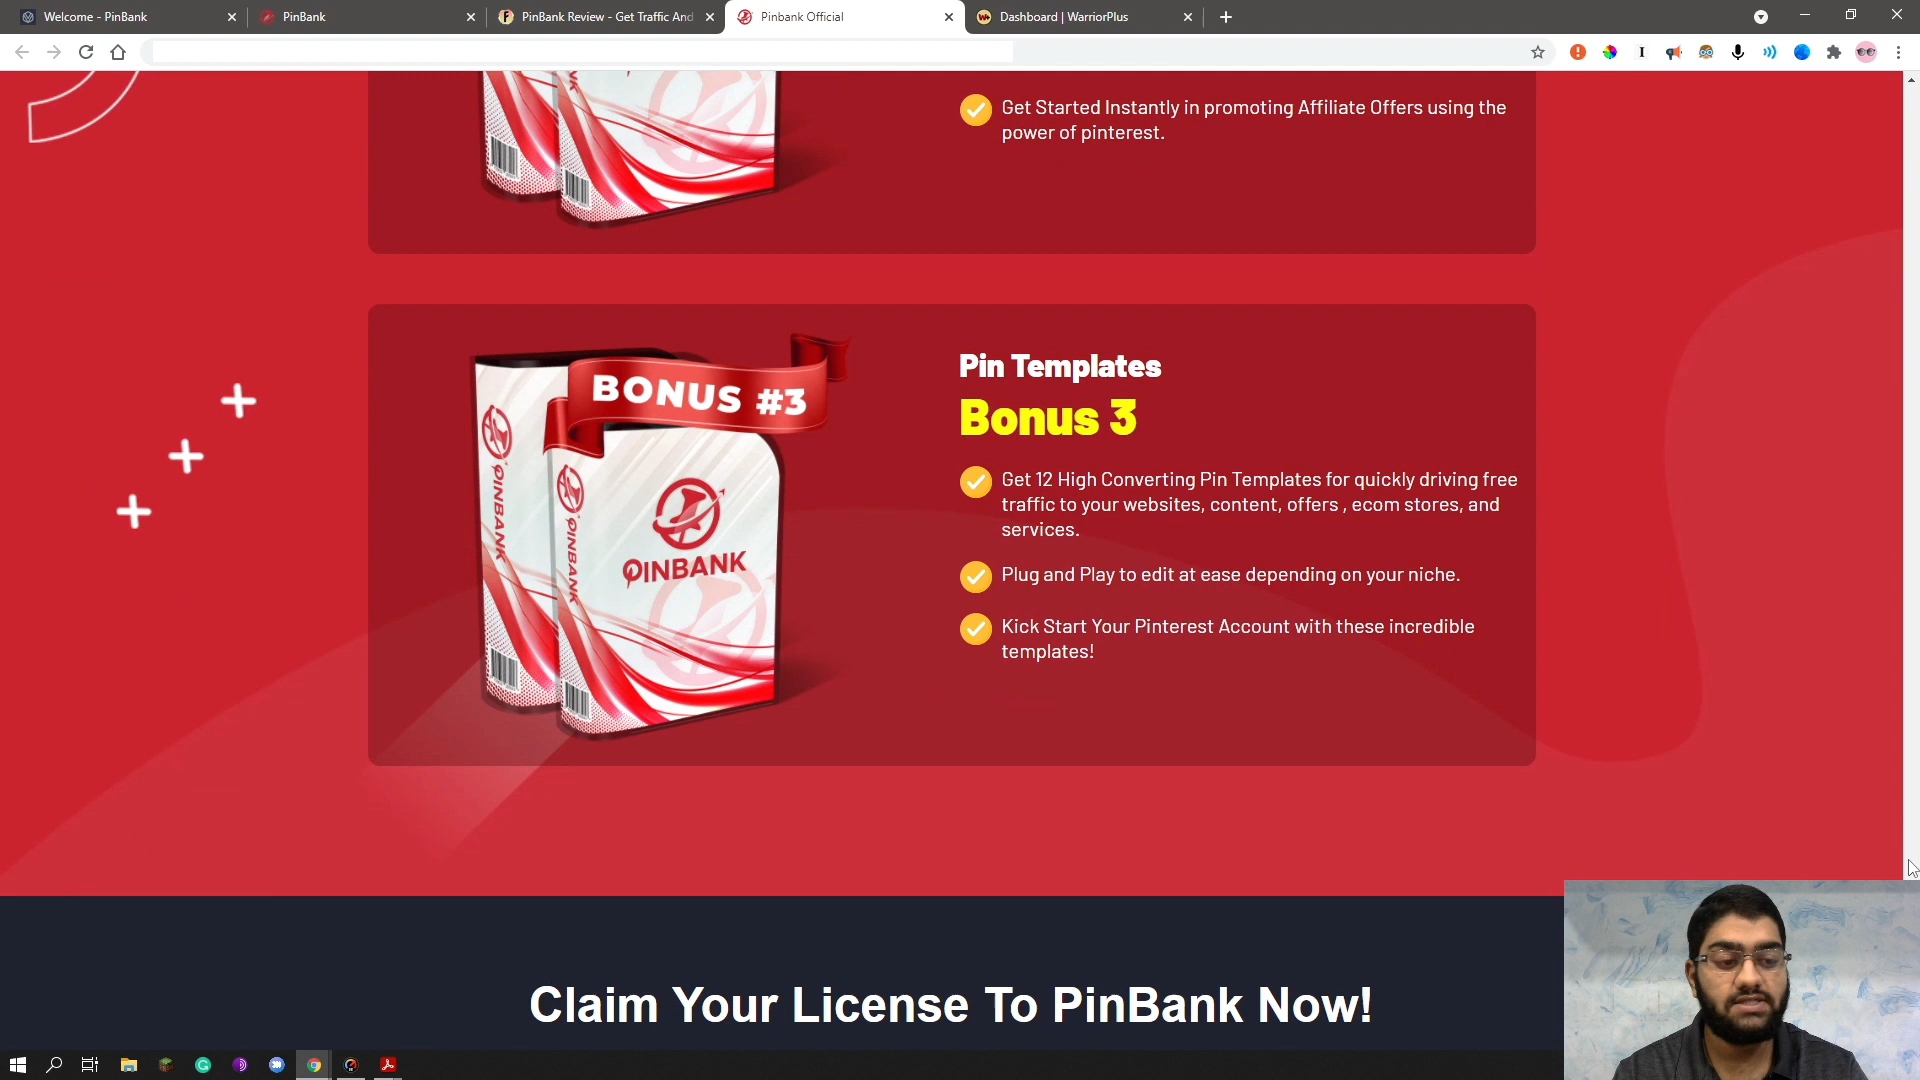 Welcome - PinBank
PinBank
PinBank Review - Get Traffic And
Pinbank Official
Dashboard | WarriorPlus
Get Started Instantly in promoting Affiliate Offers using the
power of pinterest.
BONUS #3
PINBANK
PINBANK
PINBANK
Pin Templates
Bonus 3
Get 12 High Converting Pin Templates for quickly driving free
traffic to your websites, content, offers , ecom stores, and
services.
Plug and Play to edit at ease depending on your niche.
Kick Start Your Pinterest Account with these incredible
templates!
Claim Your License To PinBank Now!